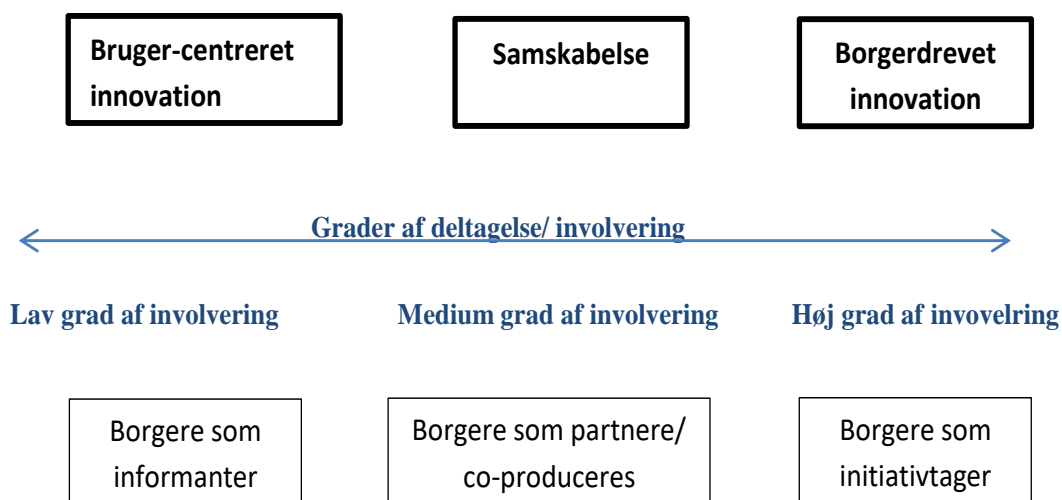 Bruger-centreret
innovation
Samskabelse
Borgerdrevet
innovation
Grader af deltagelse/ involvering
Lav grad af involvering
Medium grad af involvering
Høj grad af invovelring
Borgere som
informanter
Borgere som partnere/
co-produceres
Borgere som
initiativtager